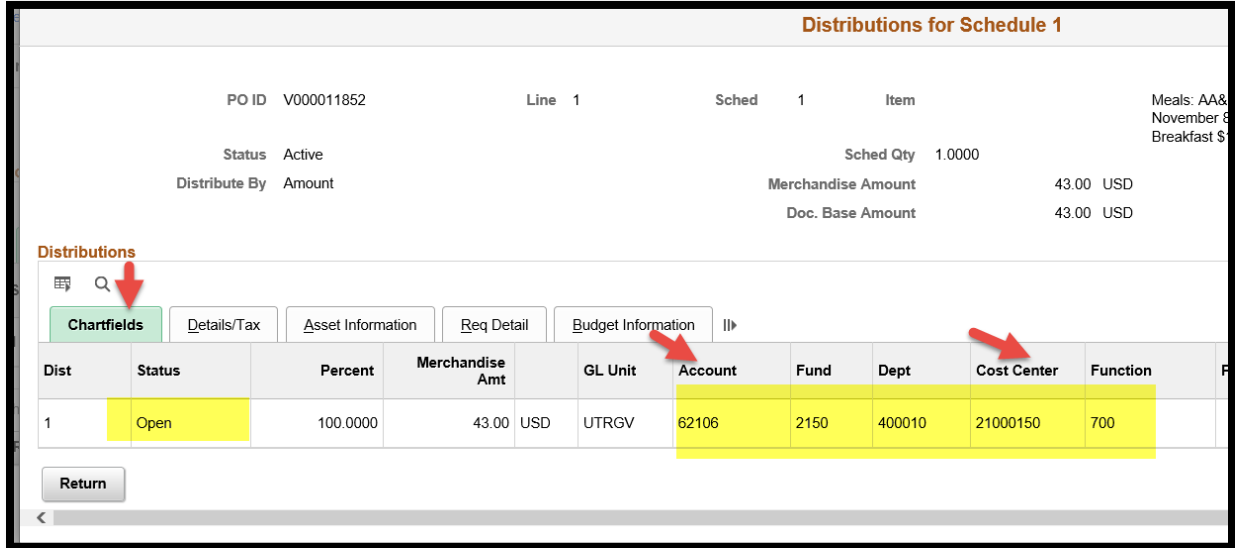 Distributions for Schedule 1
PO ID V000011852 Line 1 Sched 1 Item Meals: AA&
November 8
Breakfast $
Status Active Sched Qty 1.0000
Distribute By Amount Merchandise Amount 43.00 USD
Doc. Base Amount 43.00 USD
Distributions
Chartfields Details/Tax Asset Information Req Detail Budget Information
Dist Status Percent Merchandise Amt GL Unit Account Fund Dept Cost Center Function
1 Open 100.0000 43.00 USD UTRGV 62106 2150 400010 21000150 700
Return